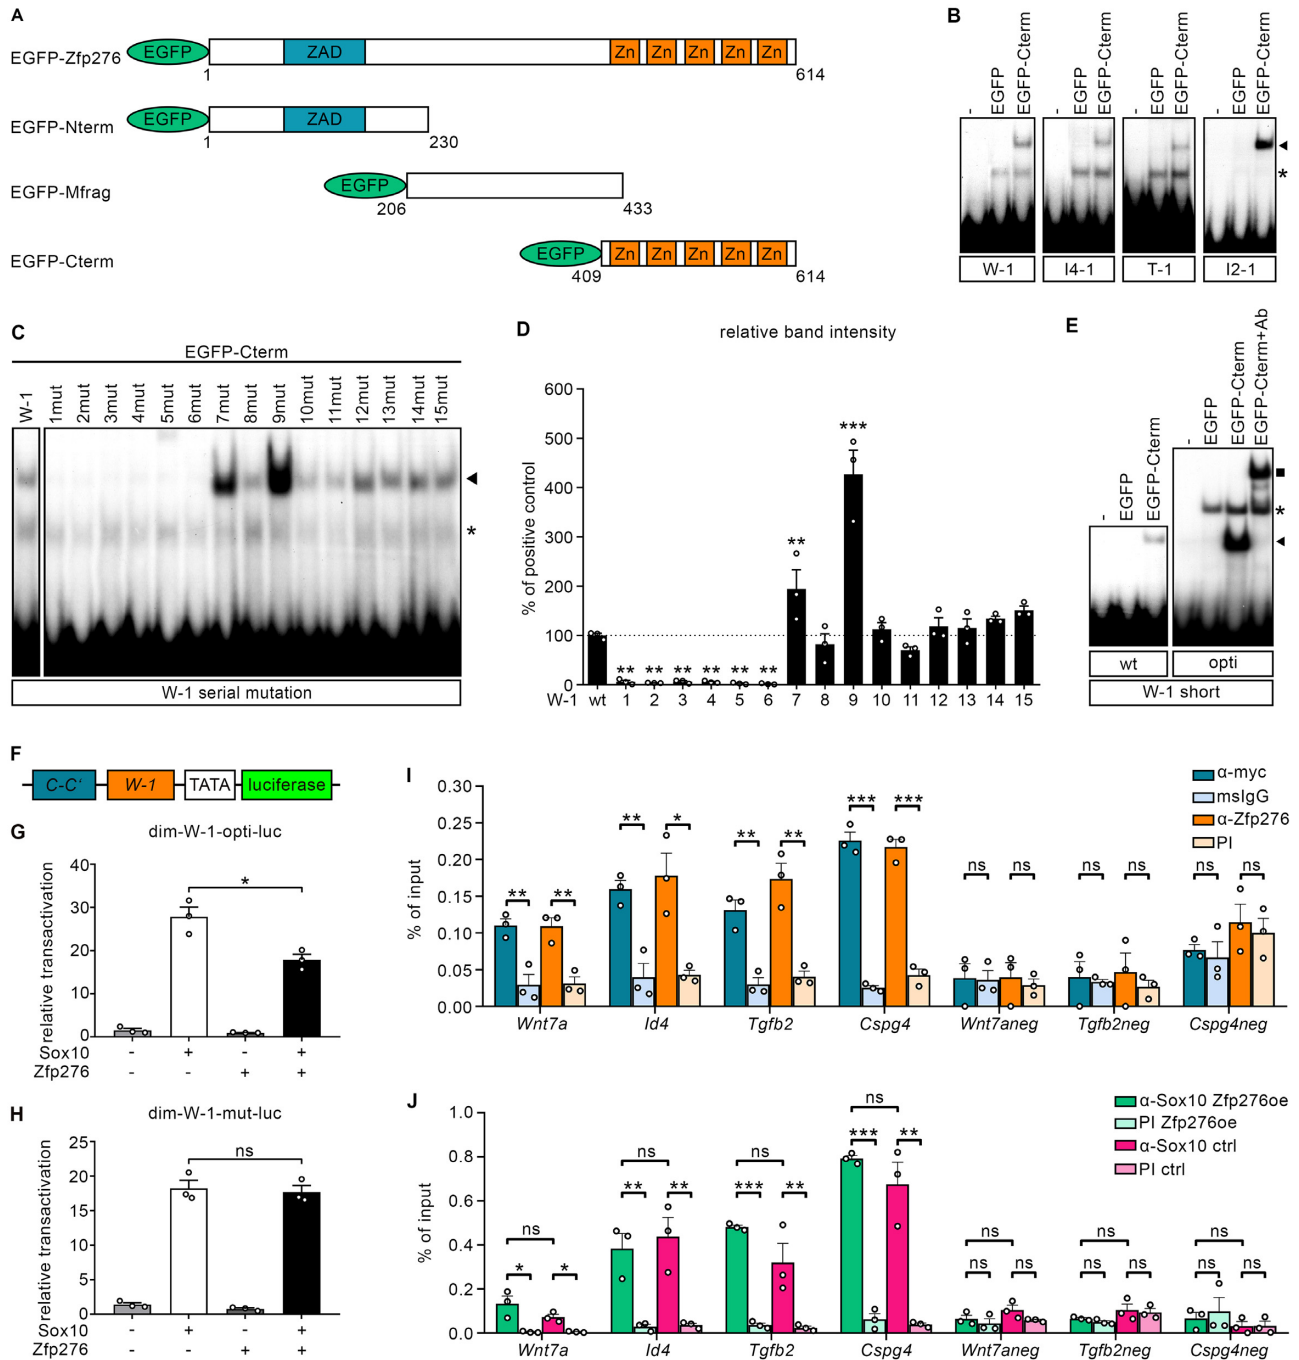 A
EGFP-Zfp276
EGFP
ZAD
Zn Zn Zn Zn Zn
1
614
EGFP-Nterm
EGFP
ZAD
1
230
EGFP-Mfrag
EGFP
206
433
EGFP-Cterm
EGFP
Zn Zn Zn Zn Zn
409
614
B
- EGFP EGFP-Cterm
- EGFP EGFP-Cterm
- EGFP EGFP-Cterm
- EGFP EGFP-Cterm
*
W-1
I4-1
T-1
I2-1
C
EGFP-Cterm
W-1 1mut 2mut 3mut 4mut 5mut 6mut 7mut 8mut 9mut 10mut 11mut 12mut 13mut 14mut 15mut
*
W-1 serial mutation
D
relative band intensity
% of positive control
600
500
400
300
200
100
0
** ** ** ** ** ** ** ***
W-1 wt 1 2 3 4 5 6 7 8 9 10 11 12 13 14 15
E
- EGFP EGFP-Cterm
- EGFP EGFP-Cterm EGFP-Cterm+Ab
*
wt
opti
W-1 short
F
C-C' W-1 TATA luciferase
G
dim-W-1-opti-luc
relative transactivation
40
30
20
10
0
*
Sox10 - + - +
Zfp276 - - + +
H
dim-W-1-mut-luc
relative transactivation
25
20
15
10
5
0
ns
Sox10 - + - +
Zfp276 - - + +
I
α-myc
msIgG
α-Zfp276
PI
% of input
0.30
0.25
0.20
0.15
0.10
0.05
0.00
** **
** *
** **
*** ***
ns ns
ns ns
ns ns
Wnt7a Id4 Tgfb2 Cspg4 Wnt7aneg Tgfb2neg Cspg4neg
J
α-Sox10 Zfp276oe
PI Zfp276oe
α-Sox10 ctrl
PI ctrl
% of input
1.0
0.8
0.6
0.4
0.2
0.0
ns
* *
ns
** **
ns
*** **
ns
*** **
ns
ns ns
ns
ns ns
ns
ns ns
Wnt7a Id4 Tgfb2 Cspg4 Wnt7aneg Tgfb2neg Cspg4neg